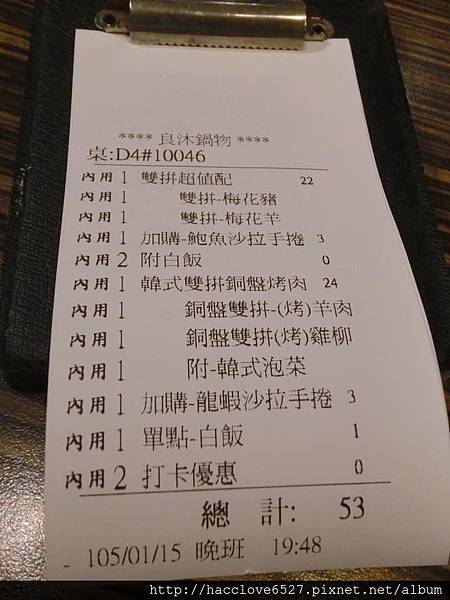 **** 良沐鍋物 ****
桌:D4#10046
內用 1 雙拼超值配 22
內用 1 雙拼-梅花豬
內用 1 雙拼-梅花羊
內用 1 加購-鮑魚沙拉手捲 3
內用 2 附白飯 0
內用 1 韓式雙拼銅盤烤肉 24
內用 1 銅盤雙拼-(烤)羊肉
內用 1 銅盤雙拼(烤)雞柳
內用 1 附-韓式泡菜
內用 1 加購-龍蝦沙拉手捲 3
內用 1 單點-白飯 1
內用 2 打卡優惠 0
總 計: 53
105/01/15 晚班 19:48
http://hacclove6527.pixnet.net/album